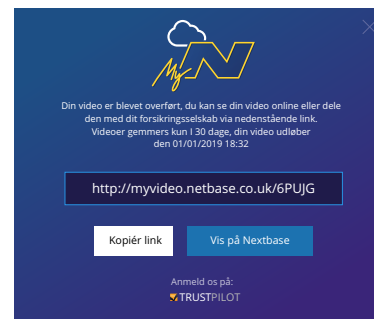 My N
Din video er blevet overført, du kan se din video online eller dele
den med dit forsikringsselskab via nedenstående link.
Videoer gemmers kun I 30 dage, din video udløber
den 01/01/2019 18:32
http://myvideo.netbase.co.uk/6PUJG
Kopiér link Vis på Nextbase
Anmeld os på:
TRUSTPILOT